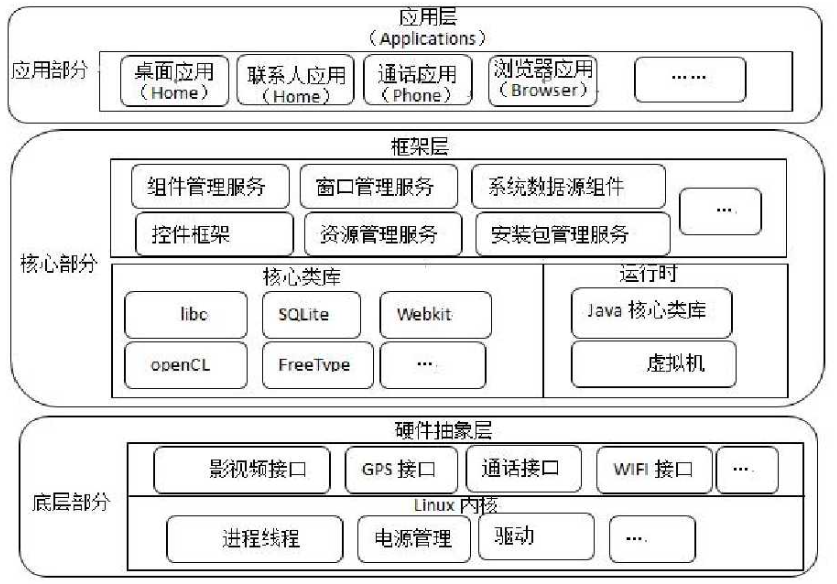 应用层
（Applications）
应用部分
桌面应用
（Home）
联系人应用
（Home）
通话应用
（Phone）
浏览器应用
（Browser）
……
框架层
组件管理服务
窗口管理服务
系统数据源组件
…
控件框架
资源管理服务
安装包管理服务
核心部分
核心类库
libc
SQLite
Webkit
openCL
FreeType
…
运行时
Java 核心类库
虚拟机
硬件抽象层
影视频接口
GPS 接口
通话接口
WIFI 接口
…
底层部分
Linux 内核
进程线程
电源管理
驱动
…